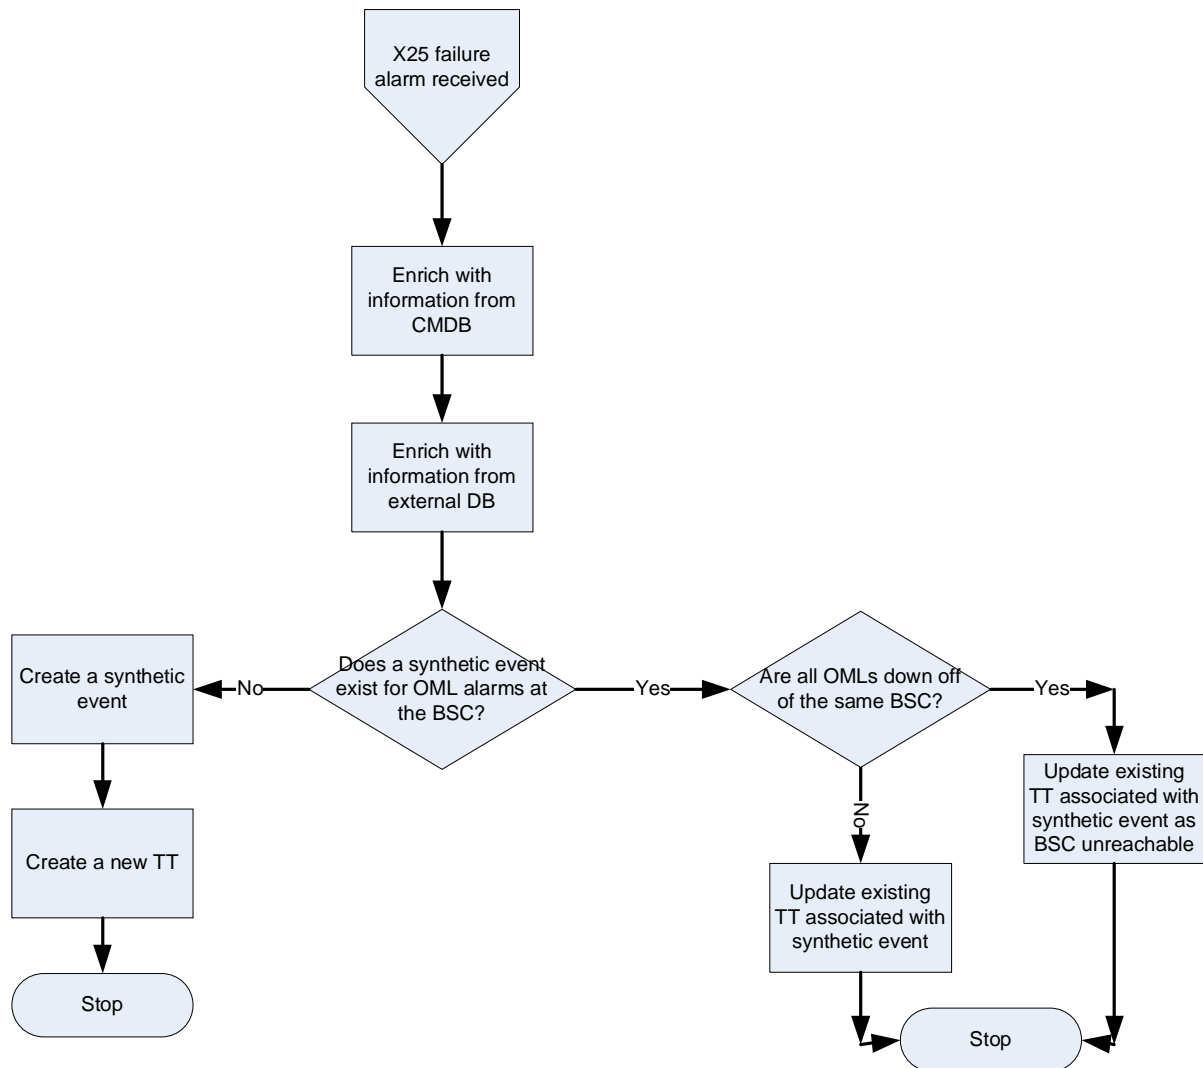 X25 failure
alarm received
Enrich with
information from
CMDB
Enrich with
information from
external DB
Does a synthetic event
exist for OML alarms at
the BSC?
No
Create a synthetic
event
Create a new TT
Stop
Yes
Are all OMLs down off
of the same BSC?
Yes
Update existing
TT associated with
synthetic event as
BSC unreachable
No
Update existing
TT associated with
synthetic event
Stop